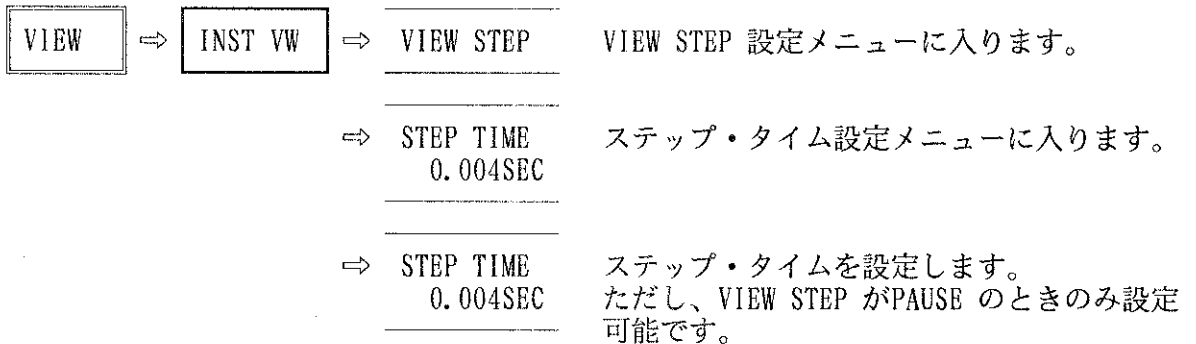 VIEW ⇨ INST VW ⇨ VIEW STEP VIEW STEP 設定メニューに入ります。
⇨ STEP TIME ステップ・タイム設定メニューに入ります。
0.004SEC
⇨ STEP TIME ステップ・タイムを設定します。
0.004SEC ただし、VIEW STEP がPAUSE のときのみ設定
可能です。